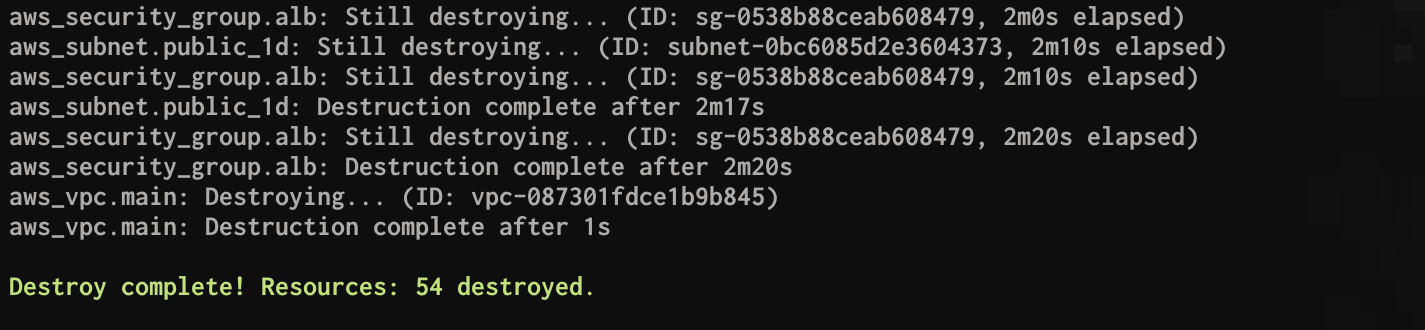 aws_security_group.alb: Still destroying... (ID: sg-0538b88ceab608479, 2m0s elapsed)
aws_subnet.public_1d: Still destroying... (ID: subnet-0bc6085d2e3604373, 2m10s elapsed)
aws_security_group.alb: Still destroying... (ID: sg-0538b88ceab608479, 2m10s elapsed)
aws_subnet.public_1d: Destruction complete after 2m17s
aws_security_group.alb: Still destroying... (ID: sg-0538b88ceab608479, 2m20s elapsed)
aws_security_group.alb: Destruction complete after 2m20s
aws_vpc.main: Destroying... (ID: vpc-087301fdce1b9b845)
aws_vpc.main: Destruction complete after 1s
Destroy complete! Resources: 54 destroyed.